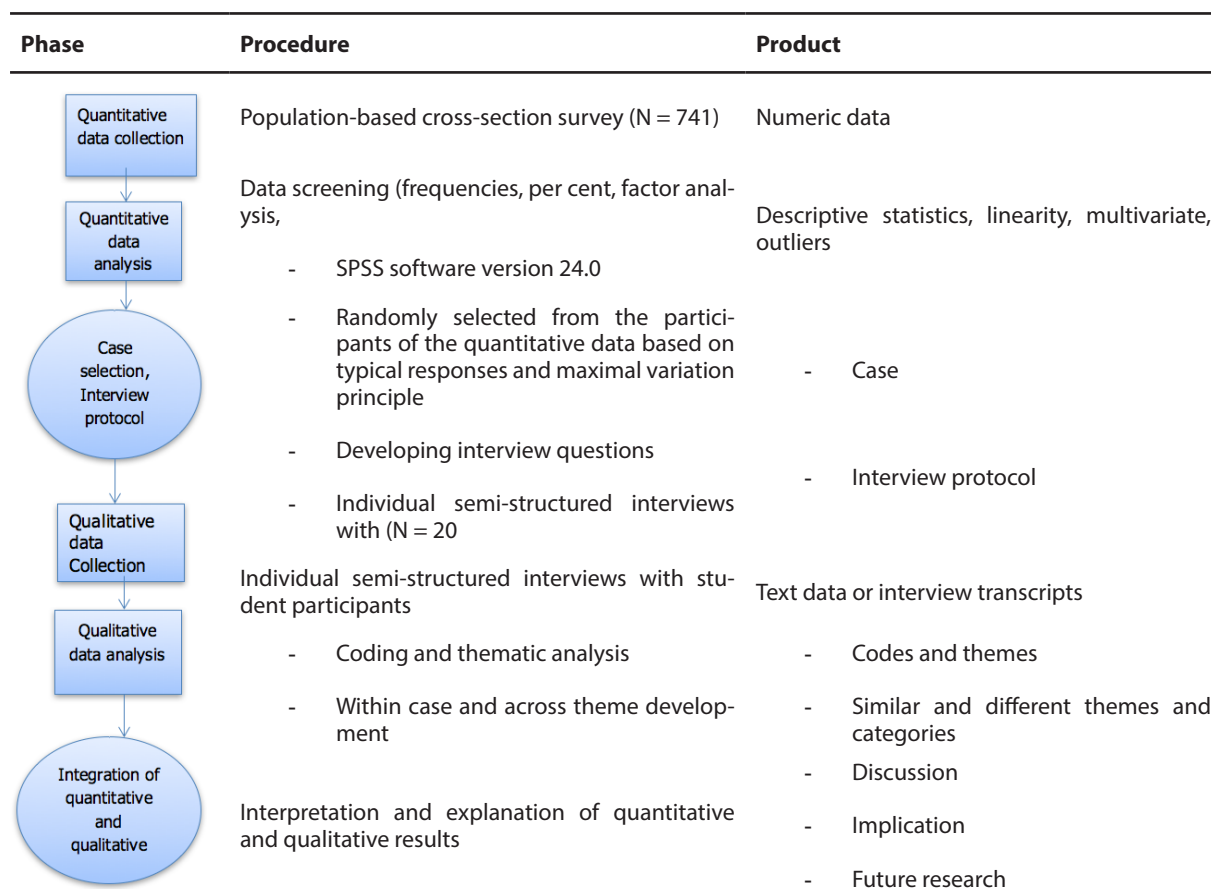 Phase Procedure Product
Quantitative
data collection
Population-based cross-section survey (N = 741)
Numeric data
Quantitative
data
analysis
Data screening (frequencies, per cent, factor anal-
ysis,
- SPSS software version 24.0
Descriptive statistics, linearity, multivariate,
outliers
Case
selection,
Interview
protocol
- Randomly selected from the partici-
pants of the quantitative data based on
typical responses and maximal variation
principle
- Developing interview questions
- Individual semi-structured interviews
with (N = 20
- Case
- Interview protocol
Qualitative
data
Collection
Individual semi-structured interviews with stu-
dent participants
Text data or interview transcripts
Qualitative
data analysis
- Coding and thematic analysis
- Within case and across theme develop-
ment
- Codes and themes
- Similar and different themes and
categories
Integration of
quantitative
and
qualitative
Interpretation and explanation of quantitative
and qualitative results
- Discussion
- Implication
- Future research